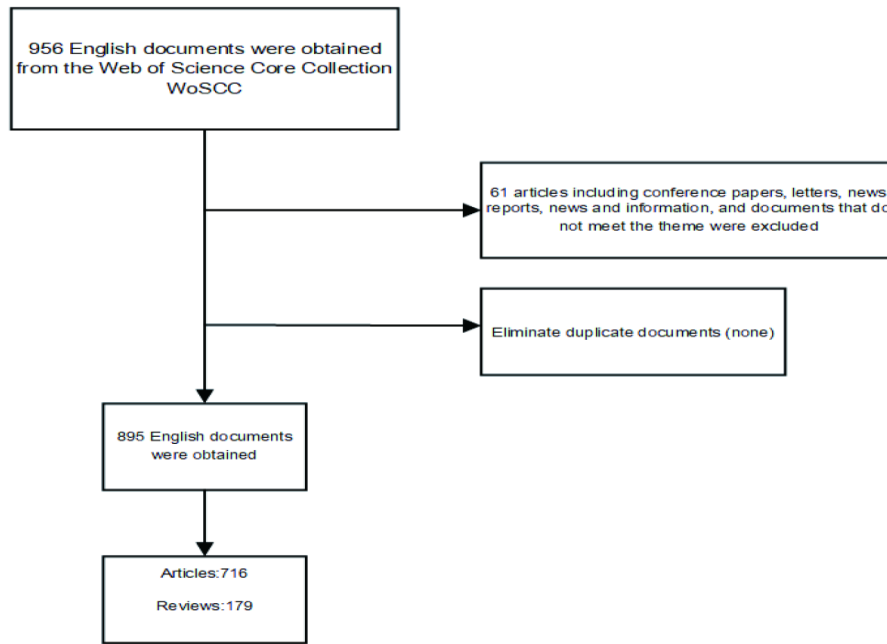 956 English documents were obtained
from the Web of Science Core Collection
WoSCC
61 articles including conference papers, letters, news
reports, news and information, and documents that do
not meet the theme were excluded
Eliminate duplicate documents (none)
895 English documents
were obtained
Articles:716
Reviews:179